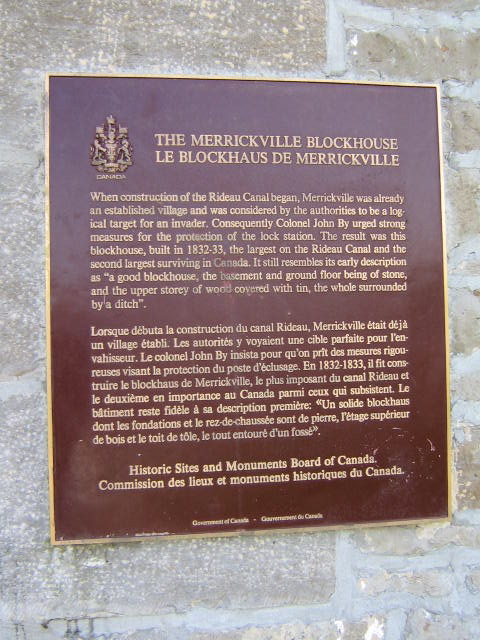 CANADA
THE MERRICKVILLE BLOCKHOUSE
LE BLOCKHAUS DE MERRICKVILLE
When construction of the Rideau Canal began, Merrickville was already
an established village and was considered by the authorities to be a log-
ical target for an invader. Consequently Colonel John By urged strong
measures for the protection of the lock station. The result was this
blockhouse, built in 1832-33, the largest on the Rideau Canal and the
second largest surviving in Canada. It still resembles its early description
as “a good blockhouse, the basement and ground floor being of stone,
and the upper storey of wood covered with tin, the whole surrounded
by a ditch”.
Lorsque débuta la construction du canal Rideau, Merrickville était déjà
un village établi. Les autorités y voyaient une cible parfaite pour l'en-
vahisseur. Le colonel John By insista pour qu'on prît des mesures rigou-
reuses visant la protection du poste d'éclusage. En 1832-1833, il fit cons-
truire le blockhaus de Merrickville, le plus imposant du canal Rideau et
le deuxième en importance au Canada parmi ceux qui subsistent. Le
bâtiment reste fidèle à sa description première: «Un solide blockhaus
dont les fondations et le rez-de-chaussée sont de pierre, l'étage supérieur
de bois et le toit de tôle, le tout entouré d'un fossé».
Historic Sites and Monuments Board of Canada.
Commission des lieux et monuments historiques du Canada.
Government of Canada - Gouvernement du Canada